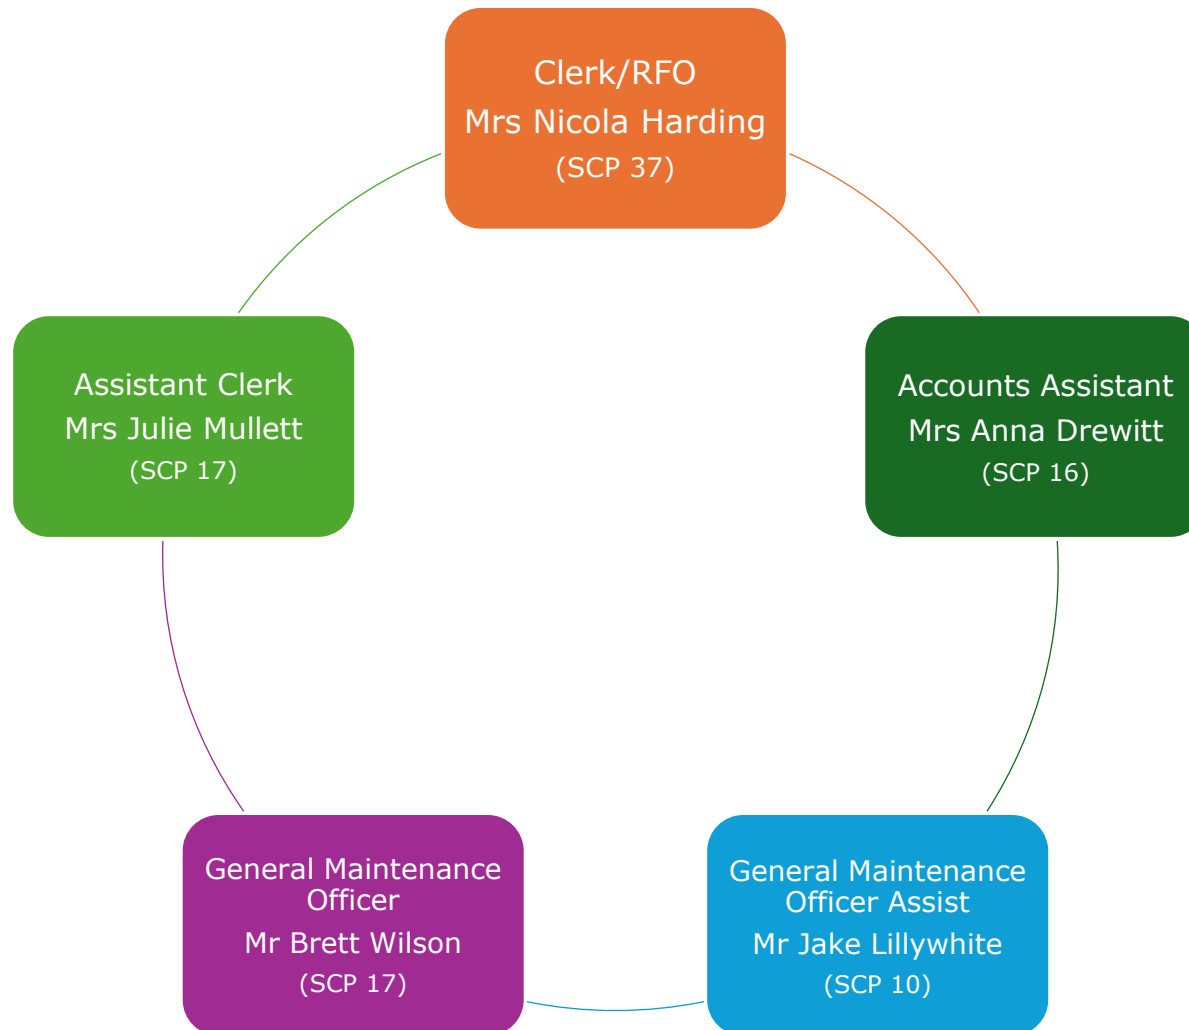 Clerk/RFO
Mrs Nicola Harding
(SCP 37)
Assistant Clerk
Mrs Julie Mullett
(SCP 17)
Accounts Assistant
Mrs Anna Drewitt
(SCP 16)
General Maintenance
Officer
Mr Brett Wilson
(SCP 17)
General Maintenance
Officer Assist
Mr Jake Lillywhite
(SCP 10)